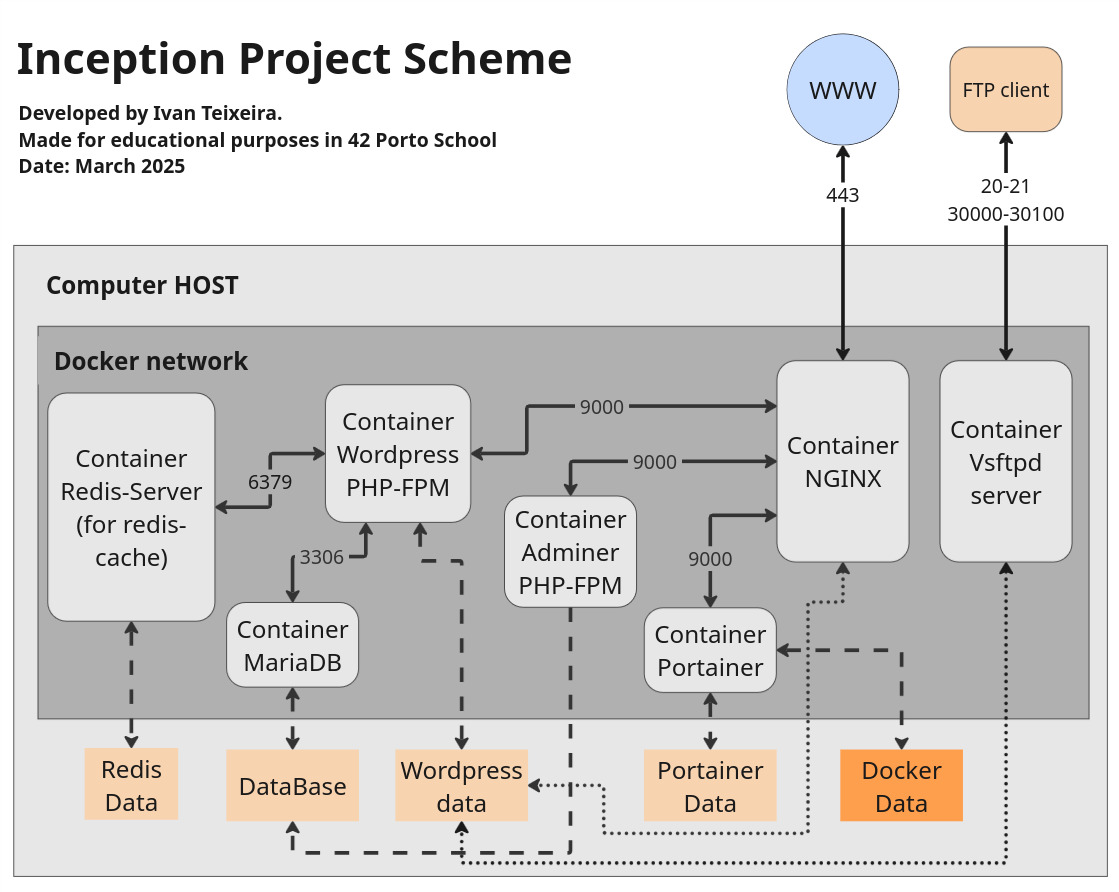 Inception Project Scheme
Developed by Ivan Teixeira.
Made for educational purposes in 42 Porto School
Date: March 2025
WWW
FTP client
443
20-21
30000-30100
Computer HOST
Docker network
Container
Redis-Server
(for redis-
cache)
6379
Container
Wordpress
PHP-FPM
9000
9000
Container
Adminer
PHP-FPM
Container
NGINX
Container
Vsftpd
server
3306
Container
MariaDB
9000
Container
Portainer
Redis
Data
DataBase
Wordpress
data
Portainer
Data
Docker
Data